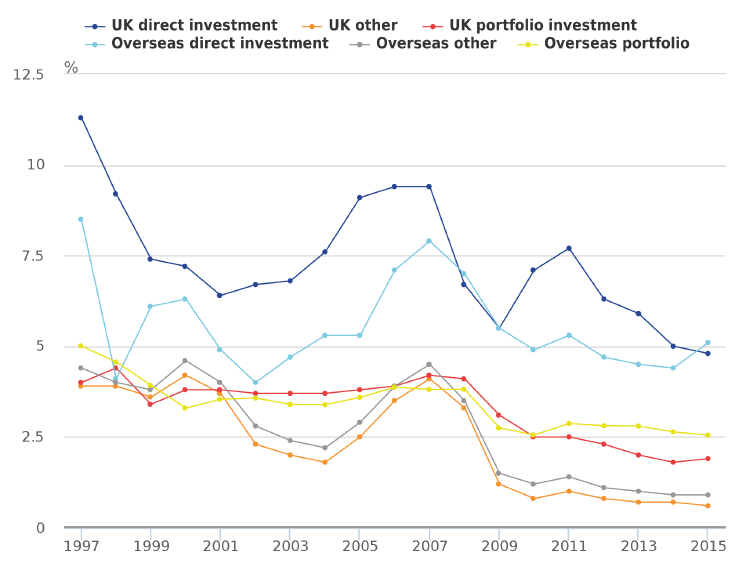 UK direct investment UK other UK portfolio investment
Overseas direct investment Overseas other Overseas portfolio
%
12.5
10
7.5
5
2.5
0
1997 1999 2001 2003 2005 2007 2009 2011 2013 2015